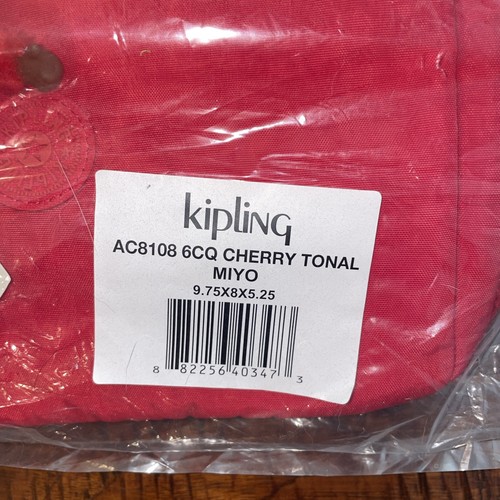 kipling
AC8108 6CQ CHERRY TONAL
MIYO
9.75X8X5.25
8 82256 40347 3